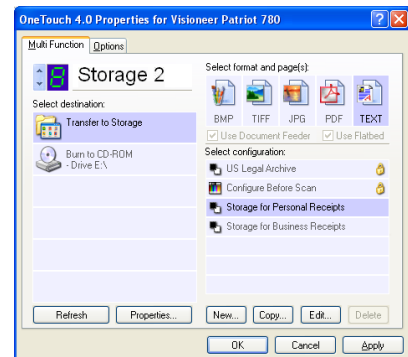 OneTouch 4.0 Properties for Visioneer Patriot 780
Multi Function
Options
8
Storage 2
Select destination:
Transfer to Storage
Burn to CD-ROM
- Drive E:\
Refresh
Properties...
Select format and page(s):
BMP
TIFF
JPG
PDF
TEXT
Use Document Feeder
Use Flatbed
Select configuration:
US Legal Archive
Configure Before Scan
Storage for Personal Receipts
Storage for Business Receipts
New...
Copy...
Edit...
Delete
OK
Cancel
Apply